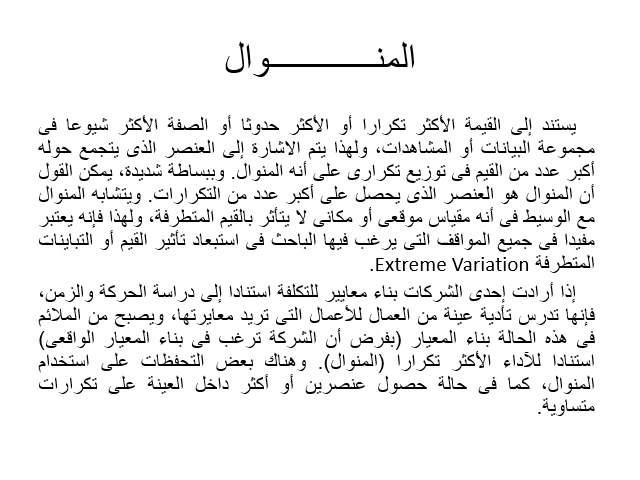 المنـــــــــــــوال
يستند إلى القيمة الأكثر تكرارا أو الأكثر حدوثا أو الصفة الأكثر شيوعا فى
مجموعة البيانات أو المشاهدات، ولهذا يتم الاشارة إلى العنصر الذى يتجمع حوله
أكبر عدد من القيم فى توزيع تكرارى على أنه المنوال. وببساطة شديدة، يمكن القول
أن المنوال هو العنصر الذى يحصل على أكبر عدد من التكرارات. ويتشابه المنوال
مع الوسيط فى أنه مقياس موقعى أو مكانى لا يتأثر بالقيم المتطرفة، ولهذا فإنه يعتبر
مفيدا فى جميع المواقف التى يرغب فيها الباحث فى استبعاد تأثير القيم أو التباينات
المتطرفة Extreme Variation.
إذا أرادت إحدى الشركات بناء معايير للتكلفة استنادا إلى دراسة الحركة والزمن،
فإنها تدرس تأدية عينة من العمال للأعمال التى تريد معايرتها، ويصبح من الملائم
فى هذه الحالة بناء المعيار (بفرض أن الشركة ترغب فى بناء المعيار الواقعى)
استنادا للآداء الأكثر تكرارا (المنوال). وهناك بعض التحفظات على استخدام
المنوال، كما فى حالة حصول عنصرين أو أكثر داخل العينة على تكرارات
متساوية.